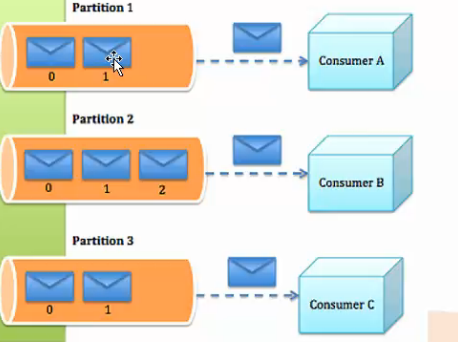 Partition 1
0 1
Consumer A
Partition 2
0 1 2
Consumer B
Partition 3
0 1
Consumer C